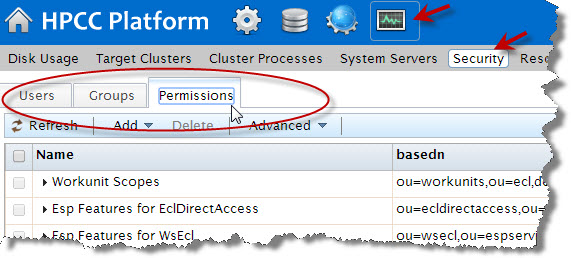 HPCC Platform
Disk Usage Target Clusters Cluster Processes System Servers Security
Users Groups Permissions
Refresh Add Delete Advanced
Name basedn
Workunit Scopes ou=workunits,ou=ecl,
Esp Features for EclDirectAccess ou=ecldirectaccess,ou
Esp Features for WsEcl ou=wsecl,ou=espservi